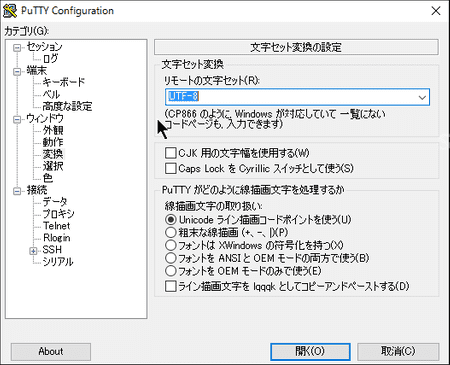 PuTTY Configuration
カテゴリ(G):
セッション
ログ
端末
キーボード
ベル
高度な設定
ウィンドウ
外観
動作
変換
選択
色
接続
データ
プロキシ
Telnet
Rlogin
SSH
シリアル
文字セット変換の設定
文字セット変換
リモートの文字セット(R):
UTF-8
(CP866 のように, Windows が対応していて 一覧にない
コードページも, 入力できます)
CJK 用の文字幅を使用する(W)
Caps Lock を Cyrillic スイッチとして使う(S)
PuTTY がどのように線描画文字を処理するか
線描画文字の取り扱い:
Unicode ライン描画コードポイントを使う(U)
粗末な線描画 (+, -, |)(P)
フォントは XWindows の符号化を持つ(X)
フォントを ANSI と OEM モードの両方で使う(B)
フォントを OEM モードのみで使う(E)
ライン描画文字を lqqqk としてコピーアンドペーストする(D)
About
開く(O)
取消(C)